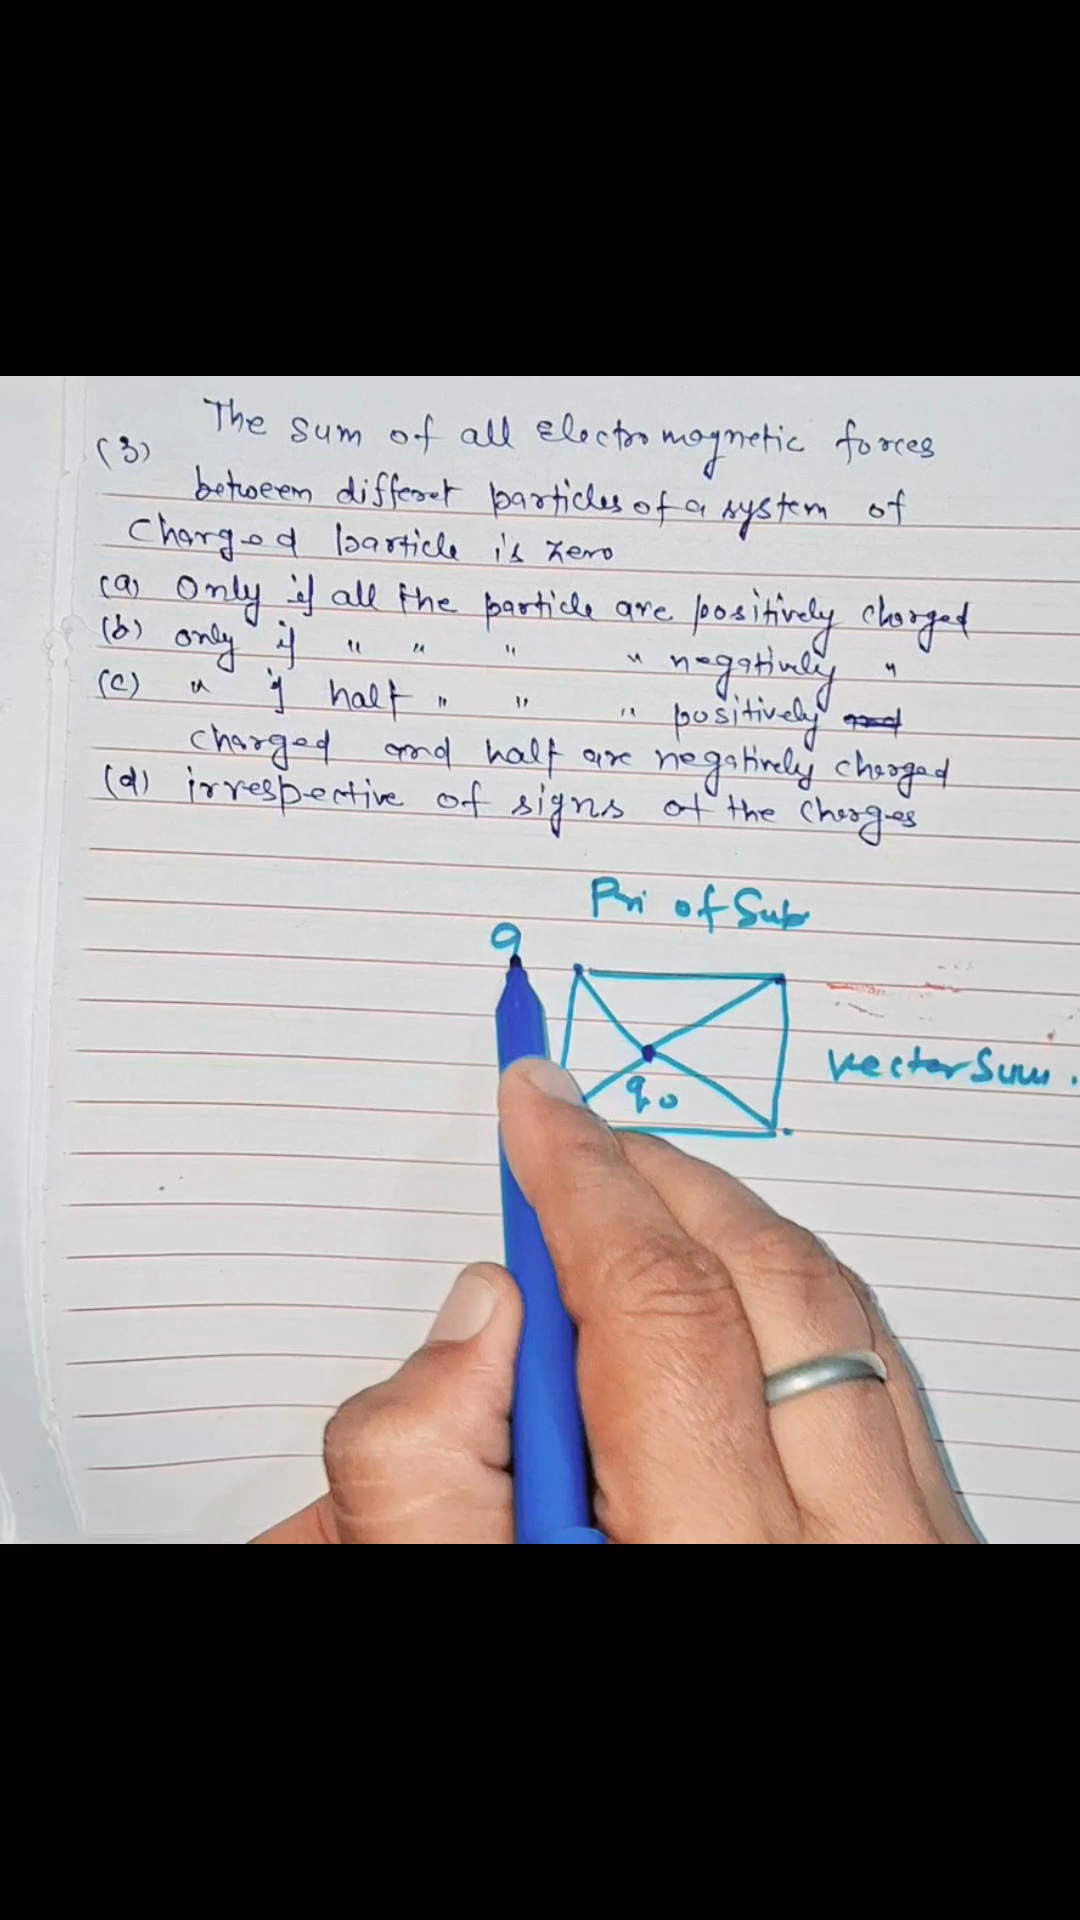 The sum of all electromagnetic forces
(3)
between differet particles of a system of
charged particle is zero
(a) Only if all the particle are positively charged
(b) only if " " " " negatively "
(c) " if half " " " positively
charged and half are negatively charged
(d) irrespective of signs of the charges
Pri of Sup
q
q₀
vector Sum.